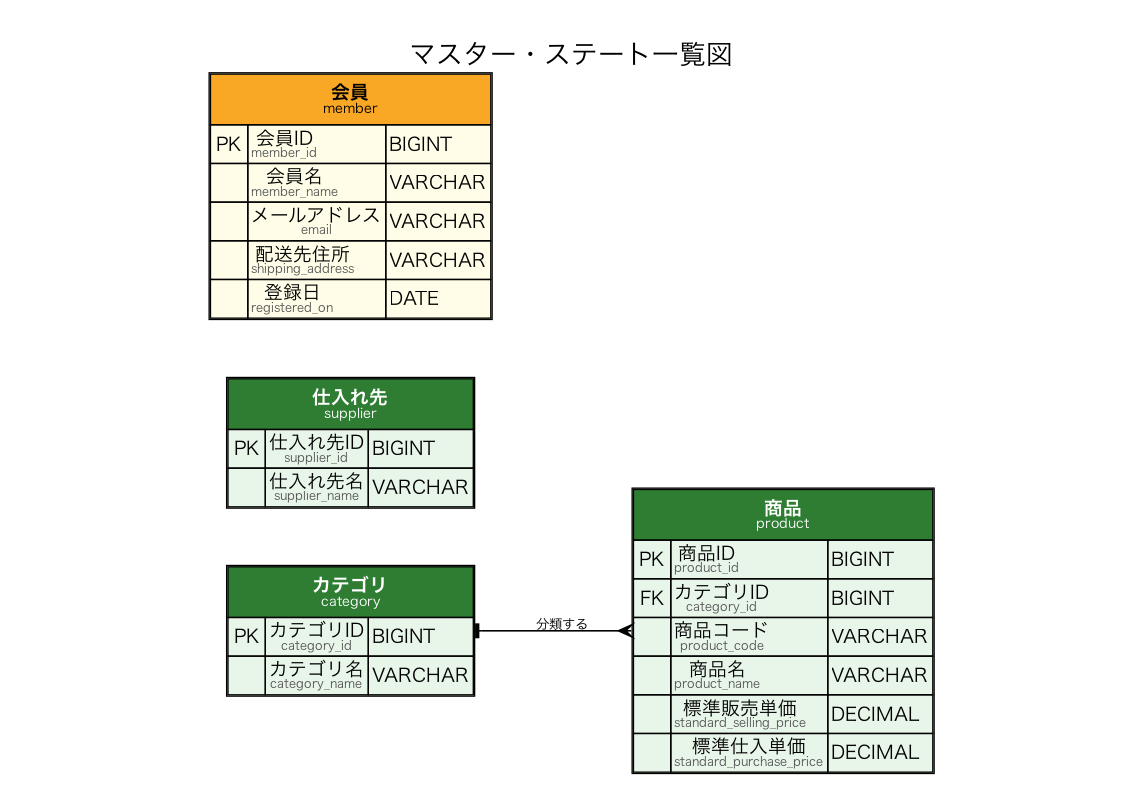 マスター・ステート一覧図
会員
member
PK 会員ID BIGINT
member_id
会員名 VARCHAR
member_name
メールアドレス VARCHAR
email
配送先住所 VARCHAR
shipping_address
登録日 DATE
registered_on
仕入れ先
supplier
PK 仕入れ先ID BIGINT
supplier_id
仕入れ先名 VARCHAR
supplier_name
カテゴリ
category
PK カテゴリID BIGINT
category_id
カテゴリ名 VARCHAR
category_name
分類する
商品
product
PK 商品ID BIGINT
product_id
FK カテゴリID BIGINT
category_id
商品コード VARCHAR
product_code
商品名 VARCHAR
product_name
標準販売単価 DECIMAL
standard_selling_price
標準仕入単価 DECIMAL
standard_purchase_price